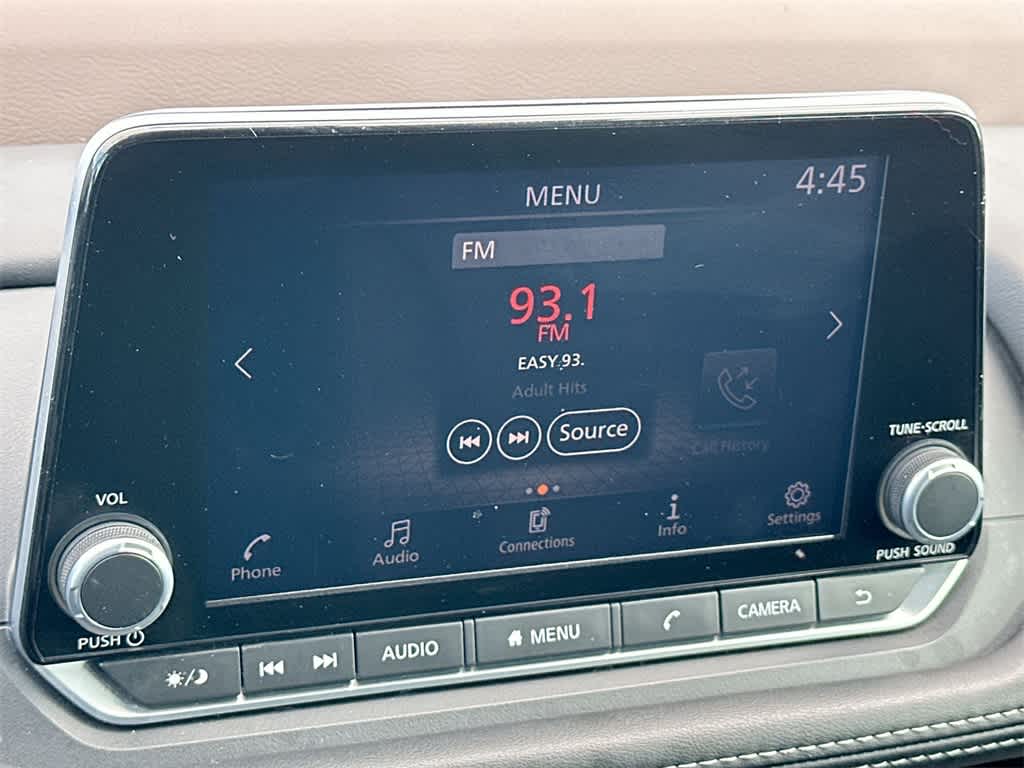 MENU
4:45
FM
93.1
FM
EASY 93.
Adult Hits
Source
Call History
TUNE·SCROLL
VOL
Phone
Audio
Connections
Info
Settings
PUSH SOUND
PUSH
AUDIO
MENU
CAMERA